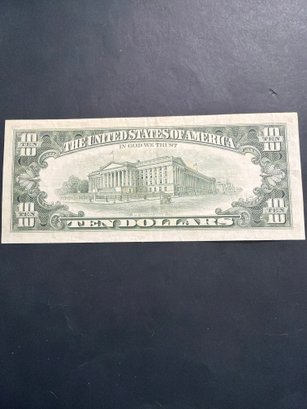 10 TEN 10 10 TEN 10
THE UNITED STATES OF AMERICA
IN GOD WE TRUST
10 TEN 10 10 TEN 10
TEN DOLLARS